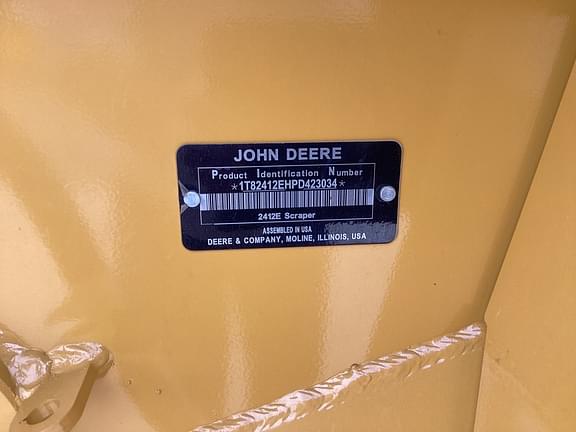 JOHN DEERE
Product Identification Number
*1T82412EHPD423034*
2412E Scraper
ASSEMBLED IN USA
DEERE & COMPANY, MOLINE, ILLINOIS, USA